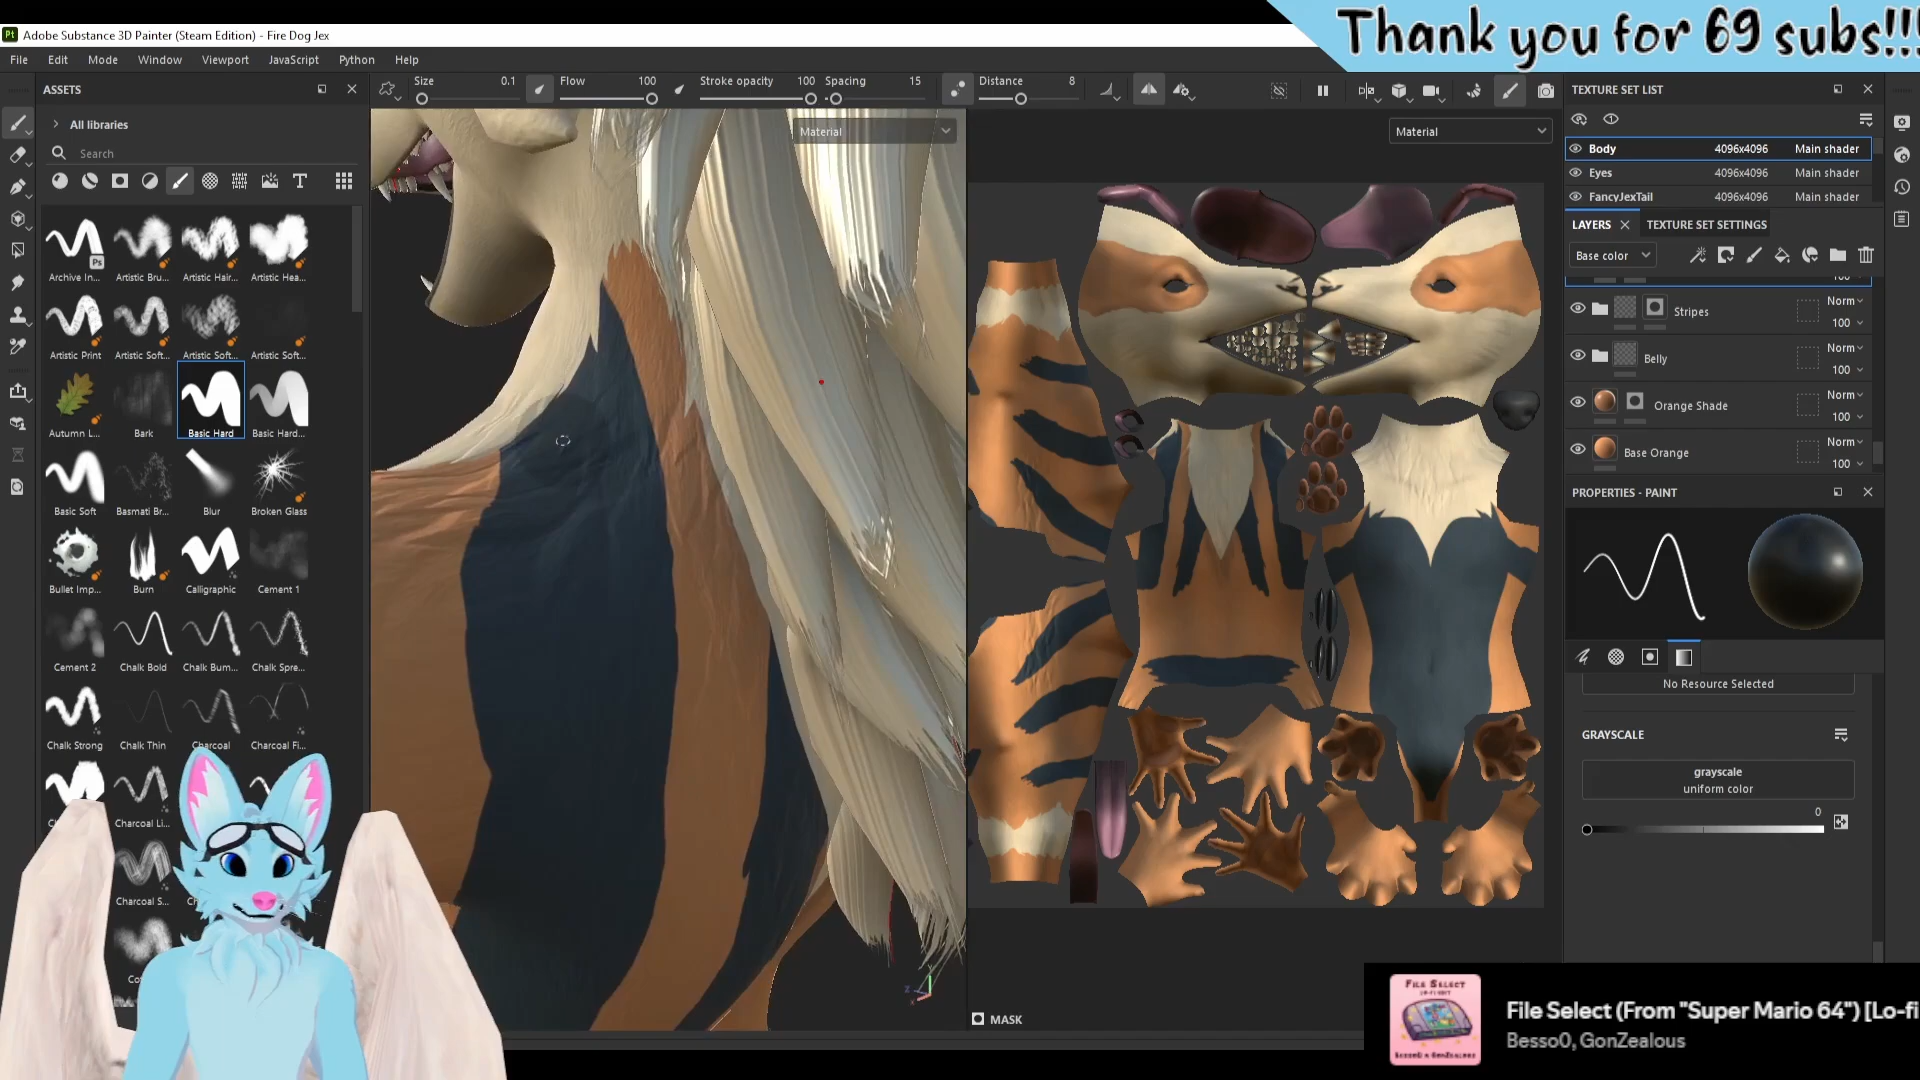 Thank you for 69 subs!!!
Adobe Substance 3D Painter (Steam Edition) - Fire Dog Jex
File Edit Mode Window Viewport JavaScript Python Help
ASSETS
Size 0.1 Flow 100 Stroke opacity 100 Spacing 15 Distance 8
All libraries
Search
Archive In... Artistic Bru... Artistic Hair... Artistic Hea...
Artistic Print Artistic Soft... Artistic Soft... Artistic Soft...
Autumn L... Bark Basic Hard Basic Hard...
Basic Soft Basmati Br... Blur Broken Glass
Bullet Imp... Burn Calligraphic Cement 1
Cement 2 Chalk Bold Chalk Bum... Chalk Spre...
Chalk Strong Chalk Thin Charcoal Charcoal Fi...
Charcoal Li...
Charcoal S...
Material
Material
MASK
TEXTURE SET LIST
Body 4096x4096 Main shader
Eyes 4096x4096 Main shader
FancyJexTail 4096x4096 Main shader
LAYERS TEXTURE SET SETTINGS
Base color
100
Stripes Norm 100
Belly Norm 100
Orange Shade Norm 100
Base Orange Norm 100
PROPERTIES - PAINT
No Resource Selected
GRAYSCALE
grayscale
uniform color
0
FILE SELECT
File Select (From "Super Mario 64") [Lo-fi
Besso0, GonZealous